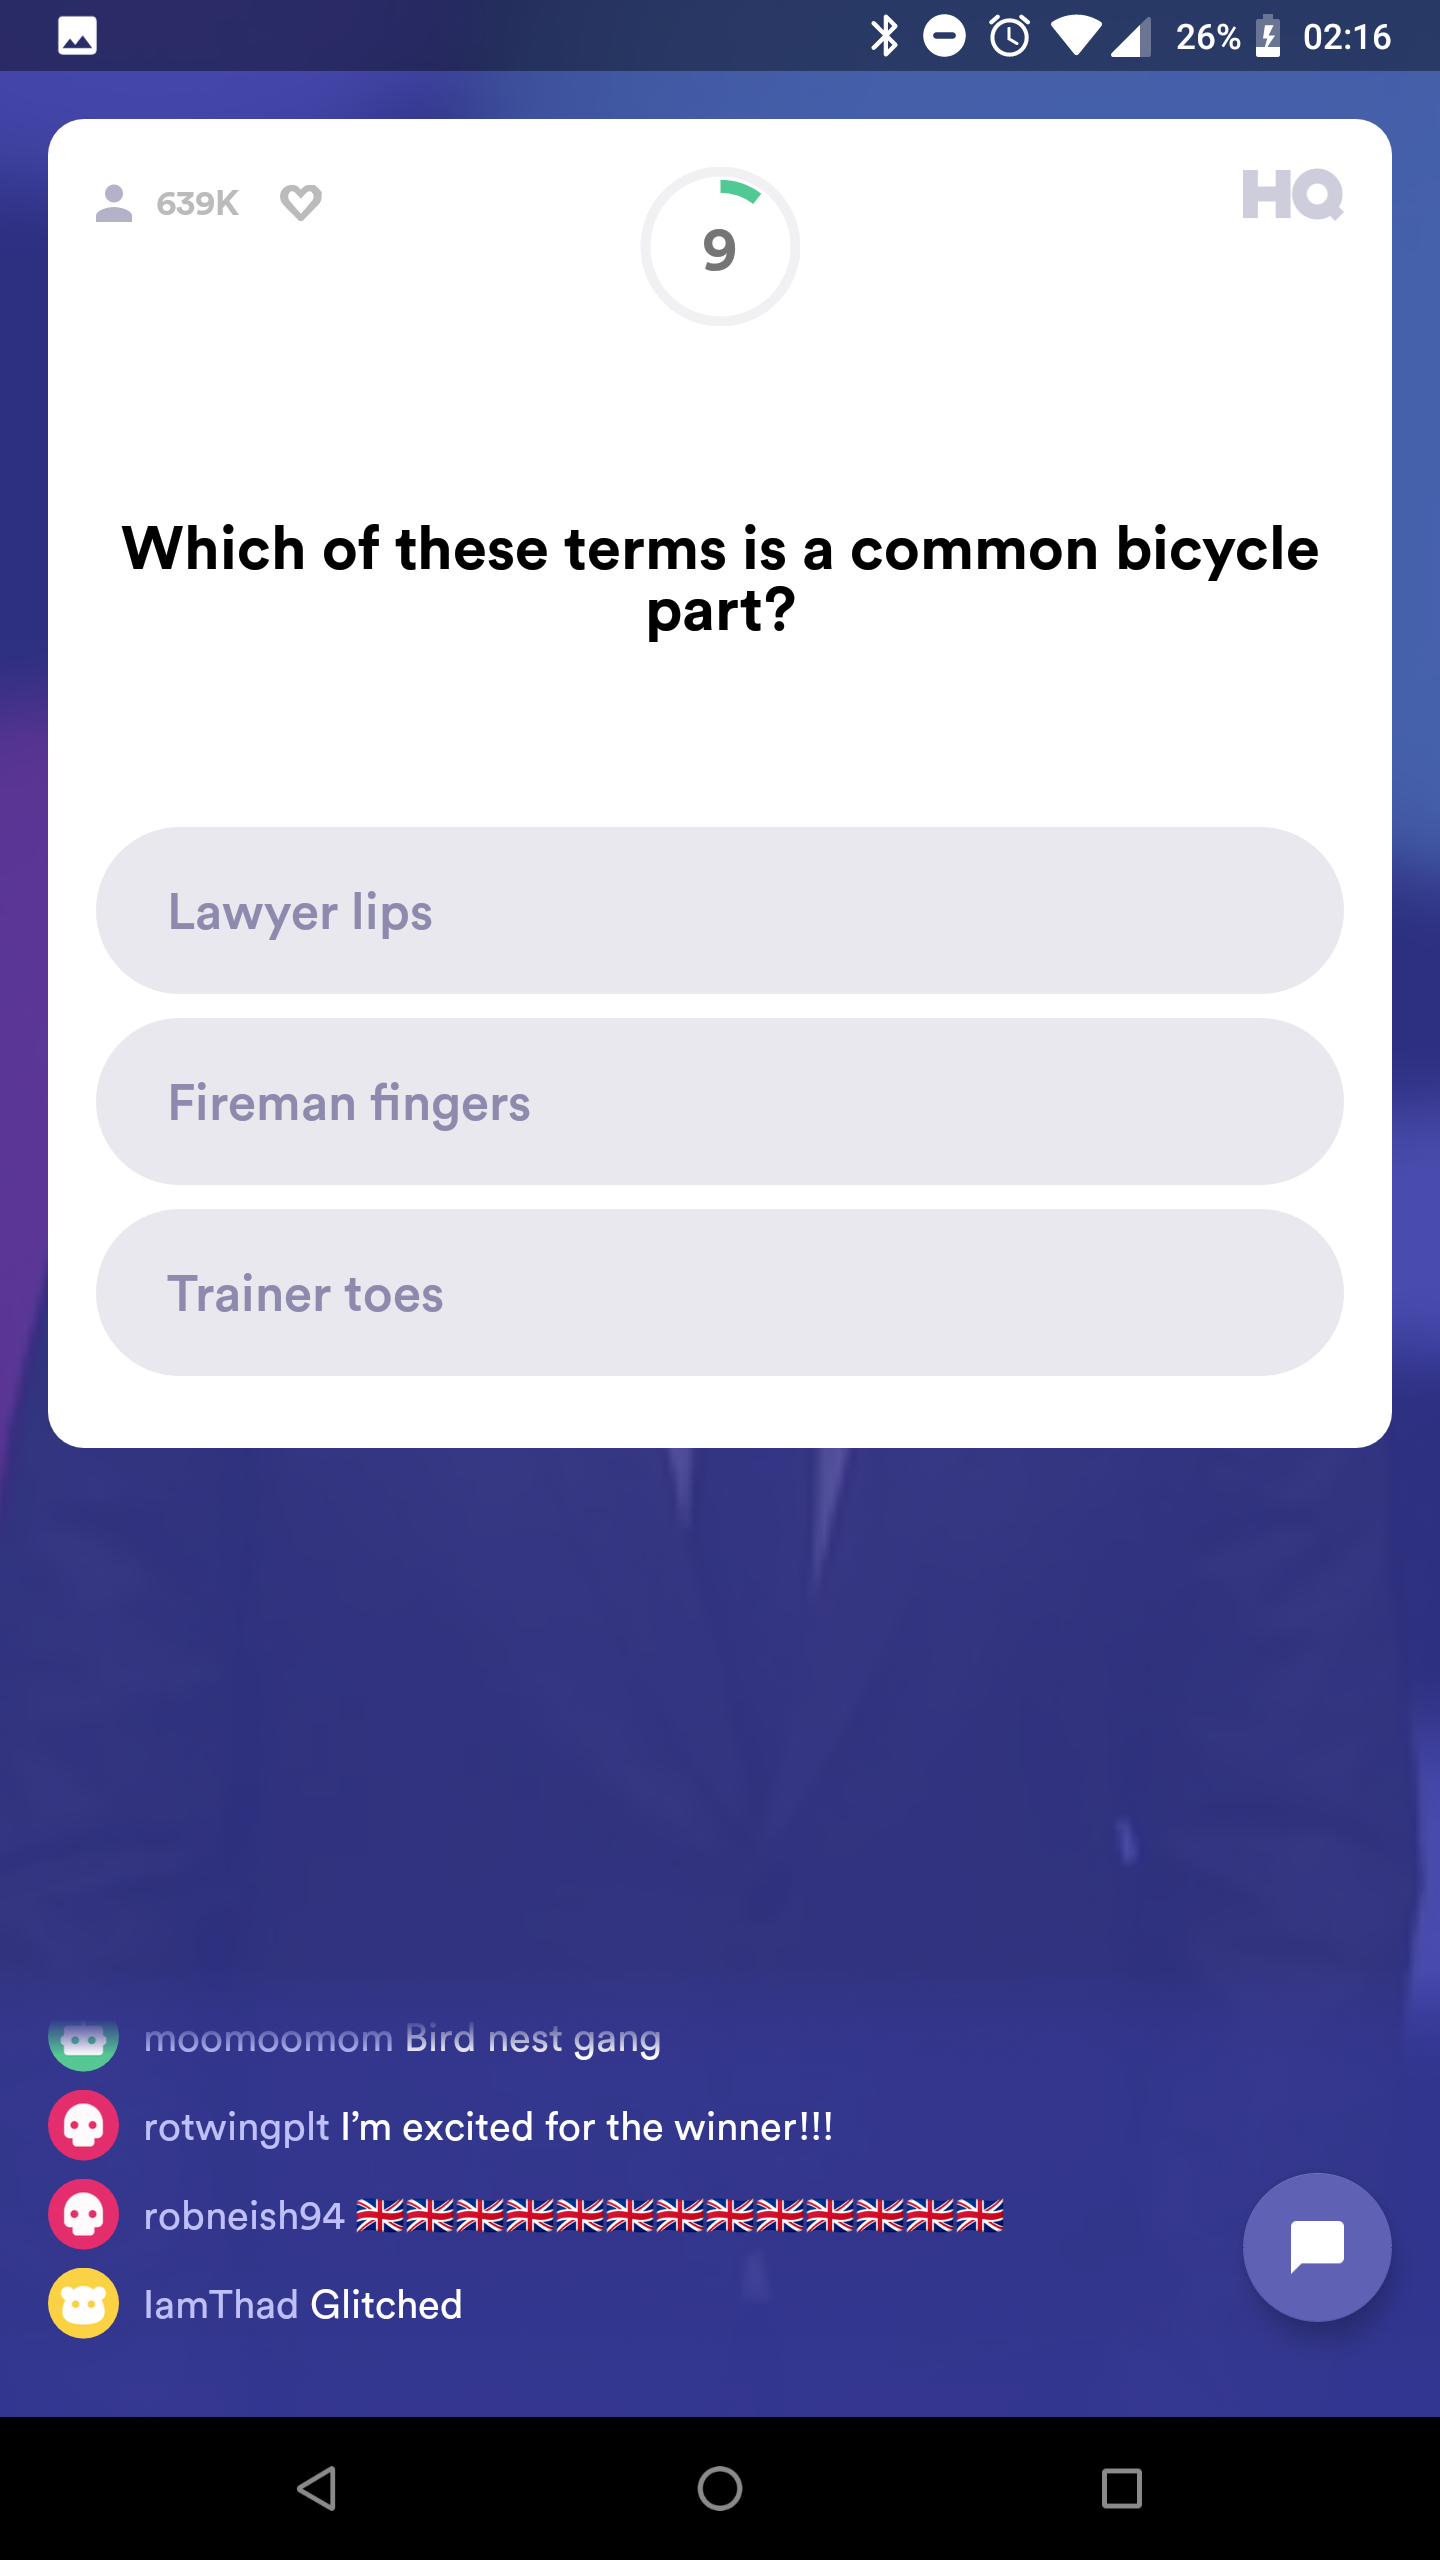 26% 02:16
639K
HQ
9
Which of these terms is a common bicycle
part?
Lawyer lips
Fireman fingers
Trainer toes
moomoomom Bird nest gang
rotwingplt I'm excited for the winner!!!
robneish94 🇬🇧🇬🇧🇬🇧🇬🇧🇬🇧🇬🇧🇬🇧🇬🇧🇬🇧🇬🇧🇬🇧🇬🇧🇬🇧
IamThad Glitched